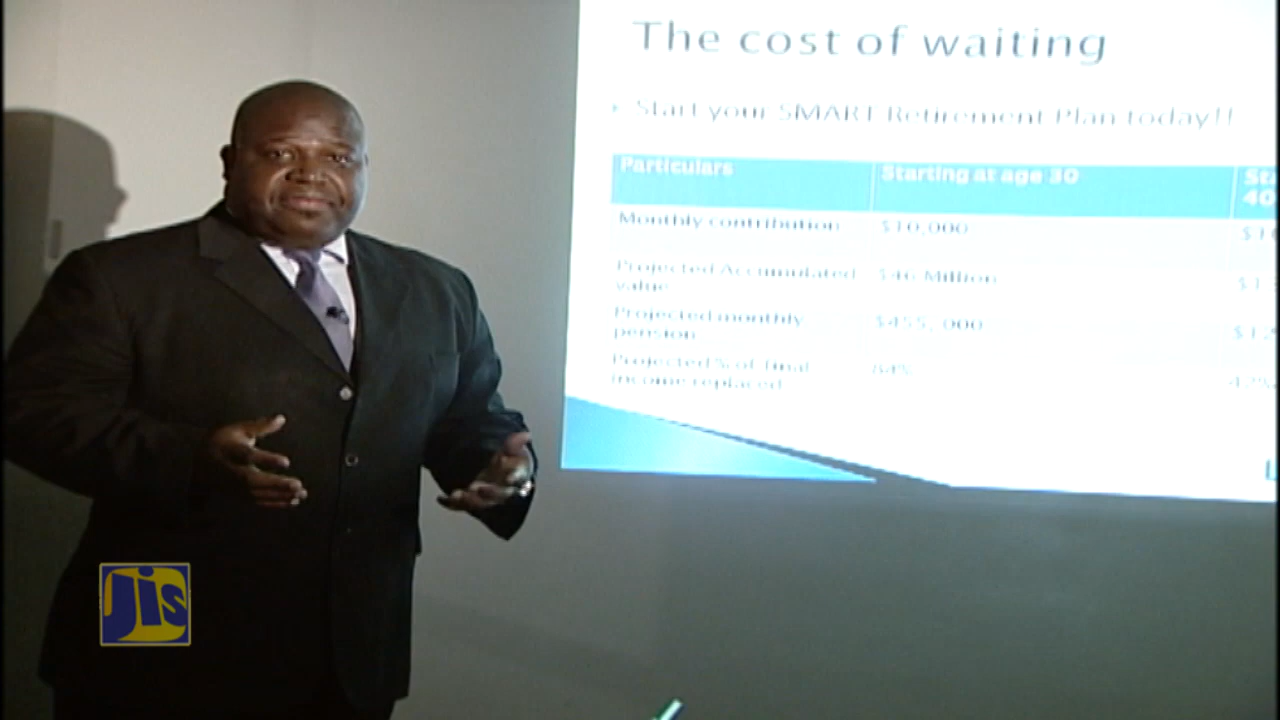 The cost of waiting
Start your SMART Retirement Plan today!!
Particulars Starting at age 30
Monthly contribution $10,000
Projected Accumulated value $46 Million
Projected monthly pension $455, 000
Projected % of final income replaced 84%
jis